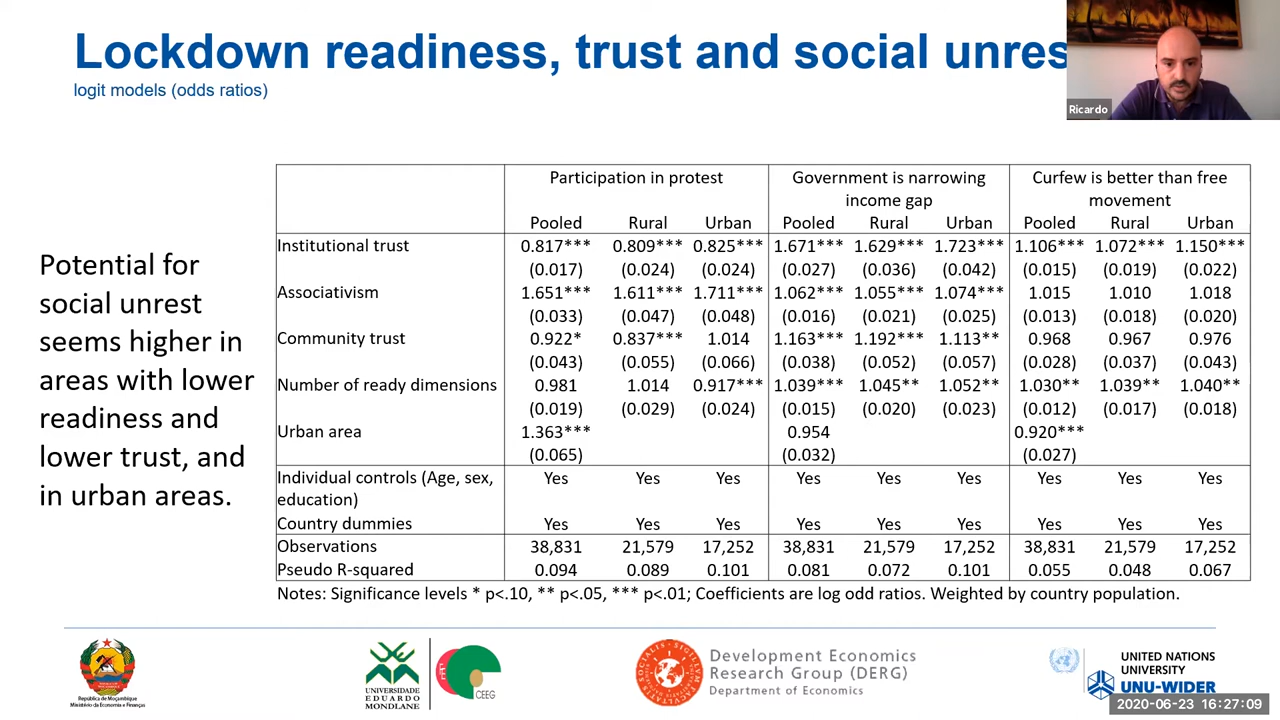 Lockdown readiness, trust and social unres
logit models (odds ratios)
Ricardo
Potential for
social unrest
seems higher in
areas with lower
readiness and
lower trust, and
in urban areas.
Participation in protest Government is narrowing income gap Curfew is better than free movement
Pooled Rural Urban Pooled Rural Urban Pooled Rural Urban
Institutional trust 0.817*** 0.809*** 0.825*** 1.671*** 1.629*** 1.723*** 1.106*** 1.072*** 1.150***
(0.017) (0.024) (0.024) (0.027) (0.036) (0.042) (0.015) (0.019) (0.022)
Associativism 1.651*** 1.611*** 1.711*** 1.062*** 1.055*** 1.074*** 1.015 1.010 1.018
(0.033) (0.047) (0.048) (0.016) (0.021) (0.025) (0.013) (0.018) (0.020)
Community trust 0.922* 0.837*** 1.014 1.163*** 1.192*** 1.113** 0.968 0.967 0.976
(0.043) (0.055) (0.066) (0.038) (0.052) (0.057) (0.028) (0.037) (0.043)
Number of ready dimensions 0.981 1.014 0.917*** 1.039*** 1.045** 1.052** 1.030** 1.039** 1.040**
(0.019) (0.029) (0.024) (0.015) (0.020) (0.023) (0.012) (0.017) (0.018)
Urban area 1.363*** 0.954 0.920***
(0.065) (0.032) (0.027)
Individual controls (Age, sex, Yes Yes Yes Yes Yes Yes Yes Yes Yes
education)
Country dummies Yes Yes Yes Yes Yes Yes Yes Yes Yes
Observations 38,831 21,579 17,252 38,831 21,579 17,252 38,831 21,579 17,252
Pseudo R-squared 0.094 0.089 0.101 0.081 0.072 0.101 0.055 0.048 0.067
Notes: Significance levels * p<.10, ** p<.05, *** p<.01; Coefficients are log odd ratios. Weighted by country population.
República de Moçambique
Ministério da Economia e Finanças
UNIVERSIDADE
EDUARDO
MONDLANE
CEEG
Development Economics
Research Group (DERG)
Department of Economics
UNITED NATIONS
UNIVERSITY
UNU-WIDER
2020-06-23 16:27:09